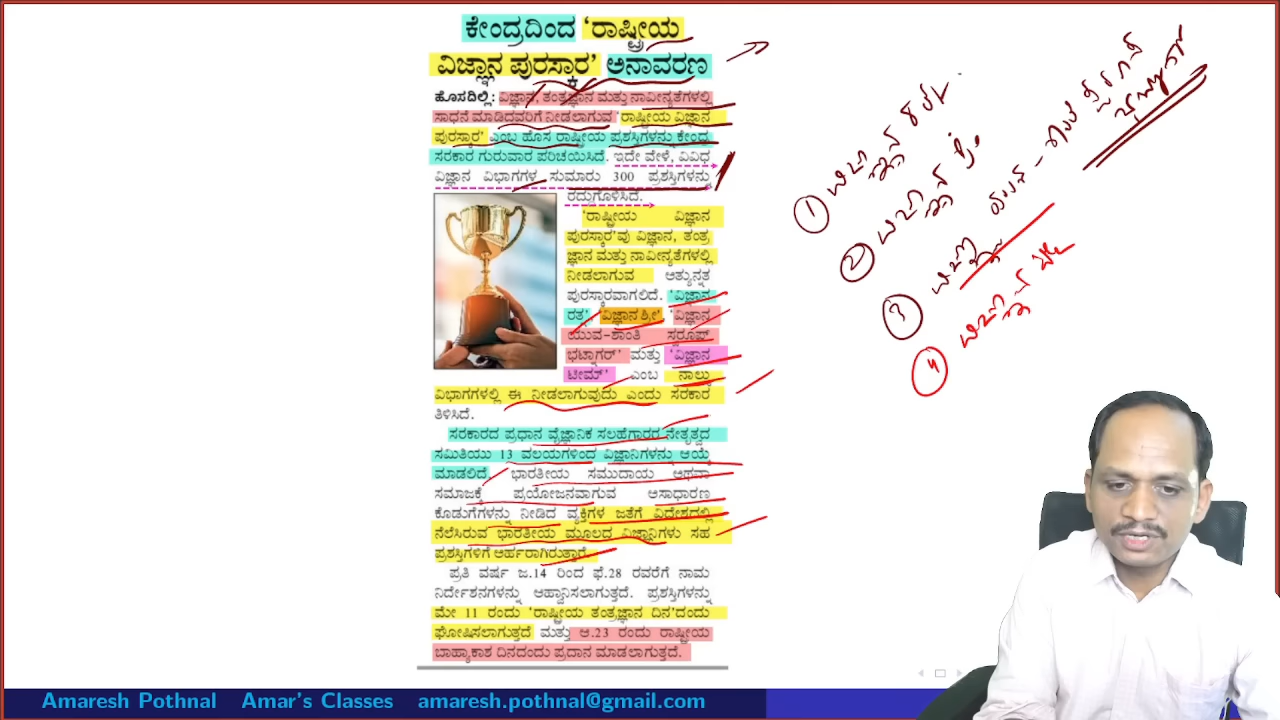 ಕೇಂದ್ರದಿಂದ ‘ರಾಷ್ಟ್ರೀಯ
ವಿಜ್ಞಾನ ಪುರಸ್ಕಾರ’ ಅನಾವರಣ
ಹೊಸದಿಲ್ಲಿ: ವಿಜ್ಞಾನ, ತಂತ್ರಜ್ಞಾನ ಮತ್ತು ನಾವೀನ್ಯತೆಗಳಲ್ಲಿ
ಸಾಧನೆ ಮಾಡಿದವರಿಗೆ ನೀಡಲಾಗುವ ‘ರಾಷ್ಟ್ರೀಯ ವಿಜ್ಞಾನ
ಪುರಸ್ಕಾರ’ ಎಂಬ ಹೊಸ ರಾಷ್ಟ್ರೀಯ ಪ್ರಶಸ್ತಿಗಳನ್ನು ಕೇಂದ್ರ
ಸರಕಾರ ಗುರುವಾರ ಪರಿಚಯಿಸಿದೆ. ಇದೇ ವೇಳೆ, ವಿವಿಧ
ವಿಜ್ಞಾನ ವಿಭಾಗಗಳ ಸುಮಾರು 300 ಪ್ರಶಸ್ತಿಗಳನ್ನು
ರದ್ದುಗೊಳಿಸಿದೆ.
‘ರಾಷ್ಟ್ರೀಯ ವಿಜ್ಞಾನ
ಪುರಸ್ಕಾರ’ವು ವಿಜ್ಞಾನ, ತಂತ್ರ
ಜ್ಞಾನ ಮತ್ತು ನಾವೀನ್ಯತೆಗಳಲ್ಲಿ
ನೀಡಲಾಗುವ ಅತ್ಯುನ್ನತ
ಪುರಸ್ಕಾರವಾಗಲಿದೆ. ‘ವಿಜ್ಞಾನ
ರತ್ನ’, ‘ವಿಜ್ಞಾನ ಶ್ರೀ’, ‘ವಿಜ್ಞಾನ
ಯುವ-ಶಾಂತಿ ಸ್ವರೂಪ್
ಭಟ್ನಾಗರ್’ ಮತ್ತು ‘ವಿಜ್ಞಾನ
ಟೀಮ್’ ಎಂಬ ನಾಲ್ಕು
ವಿಭಾಗಗಳಲ್ಲಿ ಈ ನೀಡಲಾಗುವುದು ಎಂದು ಸರಕಾರ
ತಿಳಿಸಿದೆ.
ಸರಕಾರದ ಪ್ರಧಾನ ವೈಜ್ಞಾನಿಕ ಸಲಹೆಗಾರರ ನೇತೃತ್ವದ
ಸಮಿತಿಯು 13 ವಲಯಗಳಿಂದ ವಿಜ್ಞಾನಿಗಳನ್ನು ಆಯ್ಕೆ
ಮಾಡಲಿದೆ. ಭಾರತೀಯ ಸಮುದಾಯ ಅಥವಾ
ಸಮಾಜಕ್ಕೆ ಪ್ರಯೋಜನವಾಗುವ ಅಸಾಧಾರಣ
ಕೊಡುಗೆಗಳನ್ನು ನೀಡಿದ ವ್ಯಕ್ತಿಗಳ ಜತೆಗೆ ವಿದೇಶದಲ್ಲಿ
ನೆಲೆಸಿರುವ ಭಾರತೀಯ ಮೂಲದ ವಿಜ್ಞಾನಿಗಳು ಸಹ
ಪ್ರಶಸ್ತಿಗಳಿಗೆ ಅರ್ಹರಾಗಿರುತ್ತಾರೆ.
ಪ್ರತಿ ವರ್ಷ ಜ.14 ರಿಂದ ಫೆ.28 ರವರೆಗೆ ನಾಮ
ನಿರ್ದೇಶನಗಳನ್ನು ಆಹ್ವಾನಿಸಲಾಗುತ್ತದೆ. ಪ್ರಶಸ್ತಿಗಳನ್ನು
ಮೇ 11 ರಂದು ‘ರಾಷ್ಟ್ರೀಯ ತಂತ್ರಜ್ಞಾನ ದಿನ’ದಂದು
ಘೋಷಿಸಲಾಗುತ್ತದೆ ಮತ್ತು ಆ.23 ರಂದು ರಾಷ್ಟ್ರೀಯ
ಬಾಹ್ಯಾಕಾಶ ದಿನದಂದು ಪ್ರದಾನ ಮಾಡಲಾಗುತ್ತದೆ.
1 ವಿಜ್ಞಾನ
2 ವಿಜ್ಞಾನ ಶ್ರೀ
3 ವಿಜ್ಞಾನ
4 ವಿಜ್ಞಾನ
Amaresh Pothnal Amar's Classes amaresh.pothnal@gmail.com